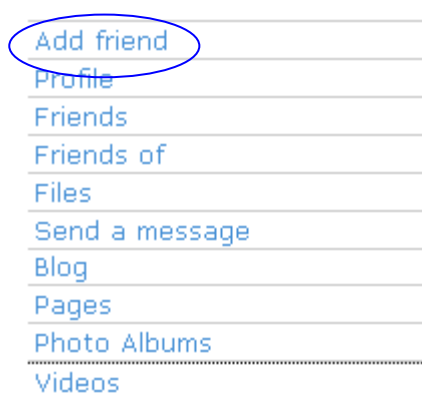 Add friend
Profile
Friends
Friends of
Files
Send a message
Blog
Pages
Photo Albums
Videos